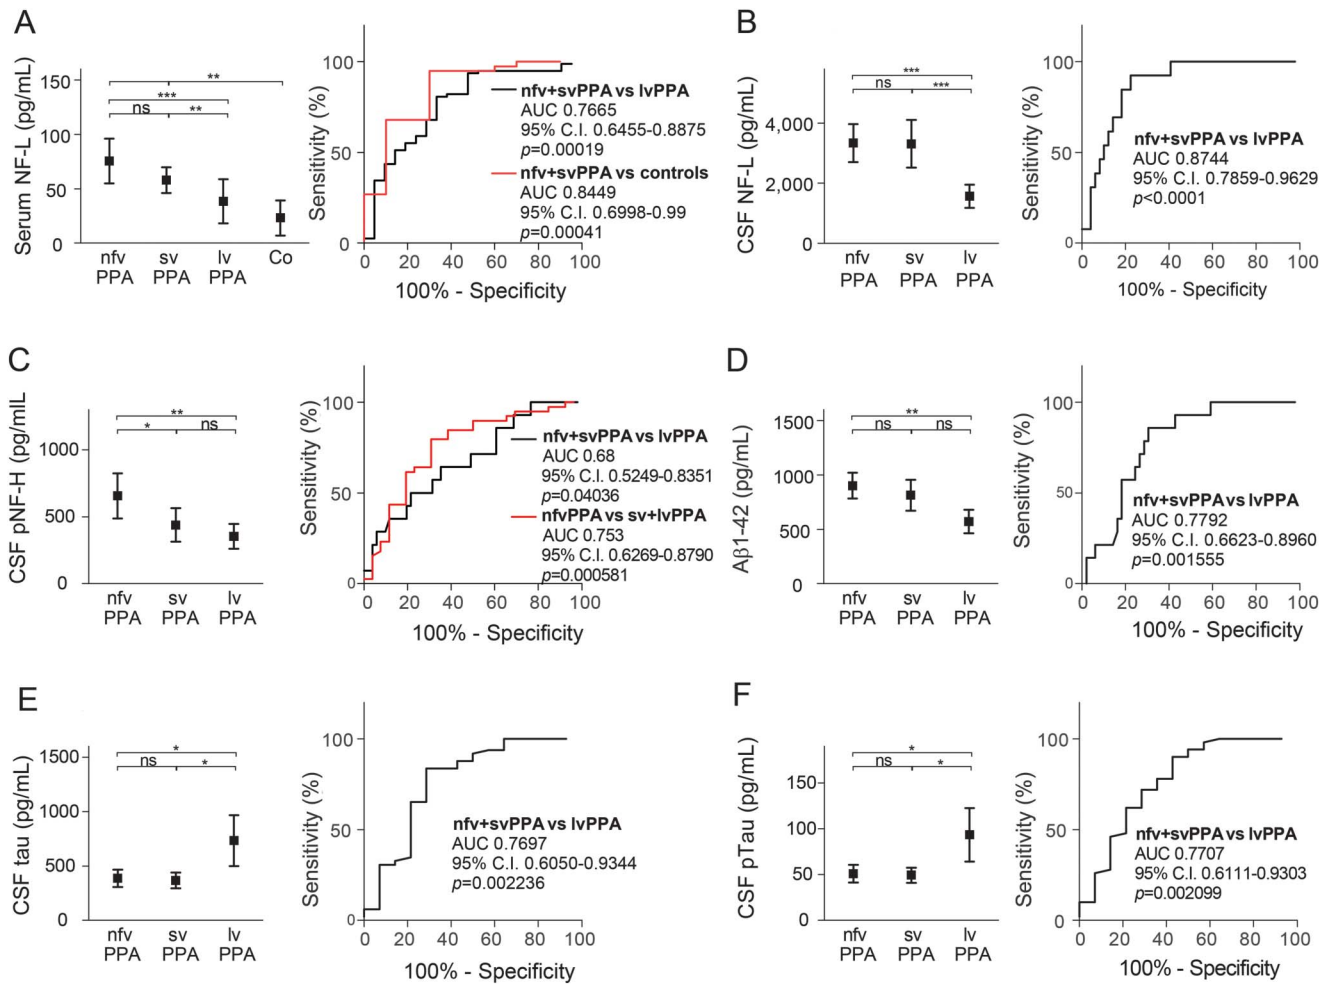 A
Serum NF-L (pg/mL)
150
100
50
0
**
***
ns
**
nfv
PPA
sv
PPA
lv
PPA
Co
Sensitivity (%)
100
50
0
0 20 40 60 80 100
100% - Specificity
nfv+svPPA vs lvPPA
AUC 0.7665
95% C.I. 0.6455-0.8875
p=0.00019
nfv+svPPA vs controls
AUC 0.8449
95% C.I. 0.6998-0.99
p=0.00041
B
CSF NF-L (pg/mL)
4,000
2,000
0
***
ns
***
nfv
PPA
sv
PPA
lv
PPA
Sensitivity (%)
100
50
0
0 20 40 60 80 100
100% - Specificity
nfv+svPPA vs lvPPA
AUC 0.8744
95% C.I. 0.7859-0.9629
p<0.0001
C
CSF pNF-H (pg/mlL
1000
500
0
**
*
ns
nfv
PPA
sv
PPA
lv
PPA
Sensitivity (%)
100
50
0
0 20 40 60 80 100
100% - Specificity
nfv+svPPA vs lvPPA
AUC 0.68
95% C.I. 0.5249-0.8351
p=0.04036
nfvPPA vs sv+lvPPA
AUC 0.753
95% C.I. 0.6269-0.8790
p=0.000581
D
Aβ1-42 (pg/mL)
1500
1000
500
0
**
ns
ns
nfv
PPA
sv
PPA
lv
PPA
Sensitivity (%)
100
50
0
0 20 40 60 80 100
100% - Specificity
nfv+svPPA vs lvPPA
AUC 0.7792
95% C.I. 0.6623-0.8960
p=0.001555
E
CSF tau (pg/mL)
1500
1000
500
0
*
ns
*
nfv
PPA
sv
PPA
lv
PPA
Sensitivity (%)
100
50
0
0 20 40 60 80 100
100% - Specificity
nfv+svPPA vs lvPPA
AUC 0.7697
95% C.I. 0.6050-0.9344
p=0.002236
F
CSF pTau (pg/mL)
150
100
50
0
*
ns
*
nfv
PPA
sv
PPA
lv
PPA
Sensitivity (%)
100
50
0
0 20 40 60 80 100
100% - Specificity
nfv+svPPA vs lvPPA
AUC 0.7707
95% C.I. 0.6111-0.9303
p=0.002099